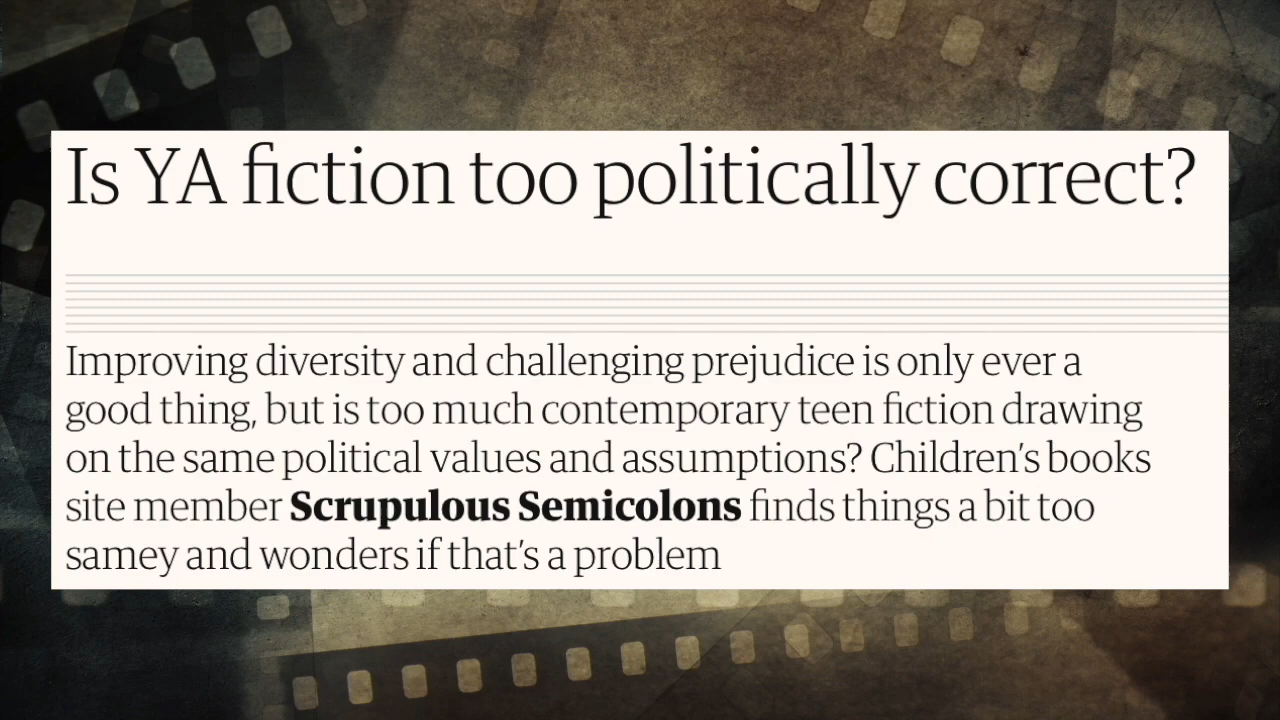 Is YA fiction too politically correct?
Improving diversity and challenging prejudice is only ever a
good thing, but is too much contemporary teen fiction drawing
on the same political values and assumptions? Children’s books
site member Scrupulous Semicolons finds things a bit too
samey and wonders if that’s a problem